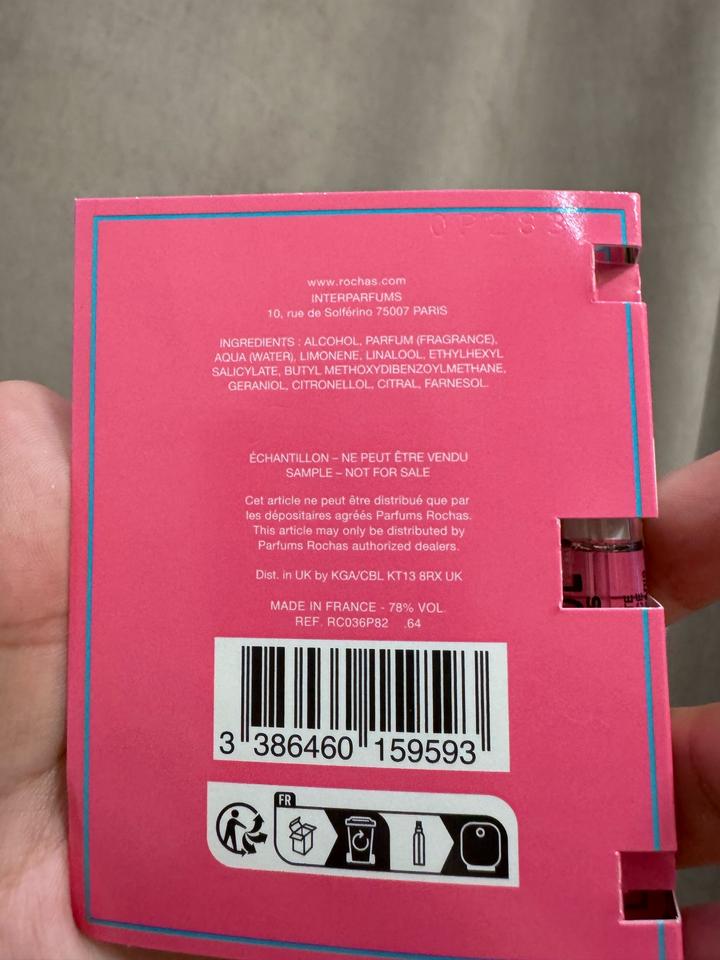 0P283
www.rochas.com
INTERPARFUMS
10, rue de Solférino 75007 PARIS
INGREDIENTS : ALCOHOL, PARFUM (FRAGRANCE),
AQUA (WATER), LIMONENE, LINALOOL, ETHYLHEXYL
SALICYLATE, BUTYL METHOXYDIBENZOYLMETHANE,
GERANIOL, CITRONELLOL, CITRAL, FARNESOL.
ÉCHANTILLON – NE PEUT ÊTRE VENDU
SAMPLE – NOT FOR SALE
Cet article ne peut être distribué que par
les dépositaires agréés Parfums Rochas.
This article may only be distributed by
Parfums Rochas authorized dealers.
Dist. in UK by KGA/CBL KT13 8RX UK
MADE IN FRANCE - 78% VOL.
REF. RC036P82 .64
3 386460 159593
FR